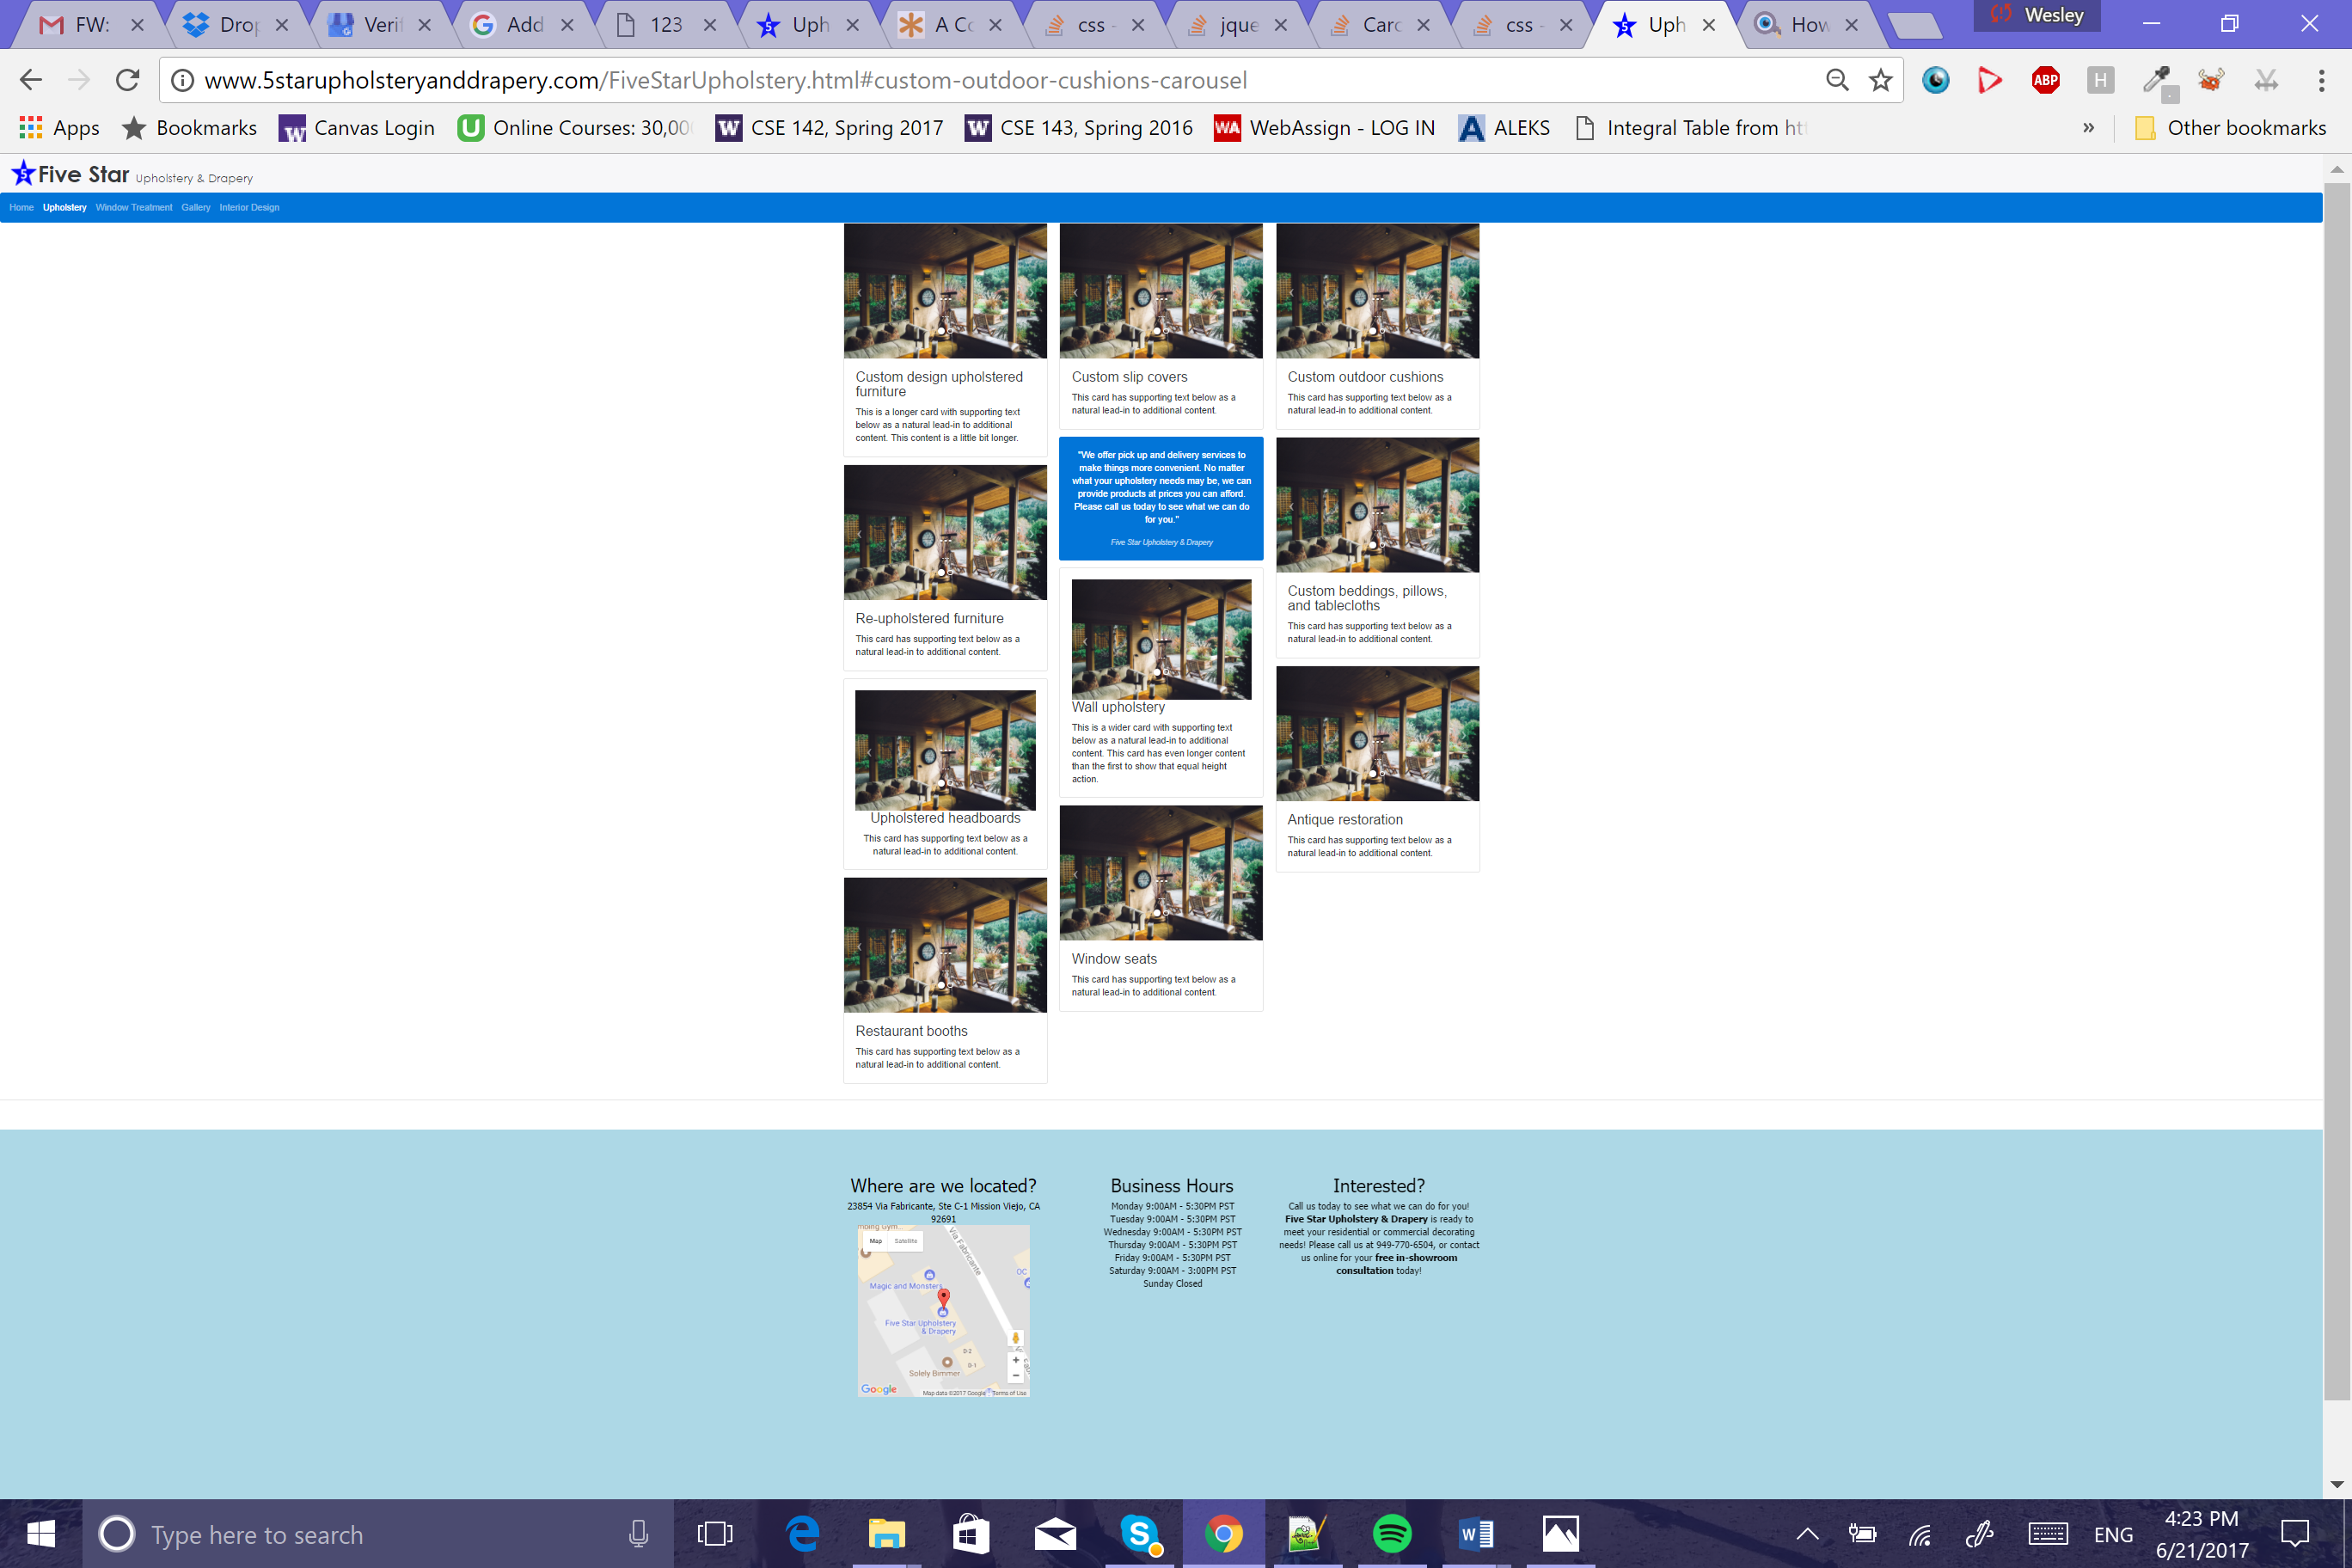 FW:
Drop
Verif
Add
123
Uph
A Co
css -
jque
Caro
css -
Uph
How
Wesley
www.5starupholsteryanddrapery.com/FiveStarUpholstery.html#custom-outdoor-cushions-carousel
ABP
H
Apps
Bookmarks
Canvas Login
Online Courses: 30,00
CSE 142, Spring 2017
CSE 143, Spring 2016
WebAssign - LOG IN
ALEKS
Integral Table from htt
»
Other bookmarks
5 Five Star Upholstery & Drapery
Home Upholstery Window Treatment Gallery Interior Design
Custom design upholstered
furniture
This is a longer card with supporting text
below as a natural lead-in to additional
content. This content is a little bit longer.
Re-upholstered furniture
This card has supporting text below as a
natural lead-in to additional content.
Upholstered headboards
This card has supporting text below as a
natural lead-in to additional content.
Restaurant booths
This card has supporting text below as a
natural lead-in to additional content.
Custom slip covers
This card has supporting text below as a
natural lead-in to additional content.
"We offer pick up and delivery services to
make things more convenient. No matter
what your upholstery needs may be, we can
provide products at prices you can afford.
Please call us today to see what we can do
for you."
Five Star Upholstery & Drapery
Wall upholstery
This is a wider card with supporting text
below as a natural lead-in to additional
content. This card has even longer content
than the first to show that equal height
action.
Window seats
This card has supporting text below as a
natural lead-in to additional content.
Custom outdoor cushions
This card has supporting text below as a
natural lead-in to additional content.
Custom beddings, pillows,
and tablecloths
This card has supporting text below as a
natural lead-in to additional content.
Antique restoration
This card has supporting text below as a
natural lead-in to additional content.
Where are we located?
23854 Via Fabricante, Ste C-1 Mission Viejo, CA
92691
Map Satellite
Via Fabricante
OC
Magic and Monsters
Five Star Upholstery
& Drapery
D-2
D-1
Solely Bimmer
Google
Map data ©2017 Google Terms of Use
Business Hours
Monday 9:00AM - 5:30PM PST
Tuesday 9:00AM - 5:30PM PST
Wednesday 9:00AM - 5:30PM PST
Thursday 9:00AM - 5:30PM PST
Friday 9:00AM - 5:30PM PST
Saturday 9:00AM - 3:00PM PST
Sunday Closed
Interested?
Call us today to see what we can do for you!
Five Star Upholstery & Drapery is ready to
meet your residential or commercial decorating
needs! Please call us at 949-770-6504, or contact
us online for your free in-showroom
consultation today!
Type here to search
ENG
4:23 PM
6/21/2017